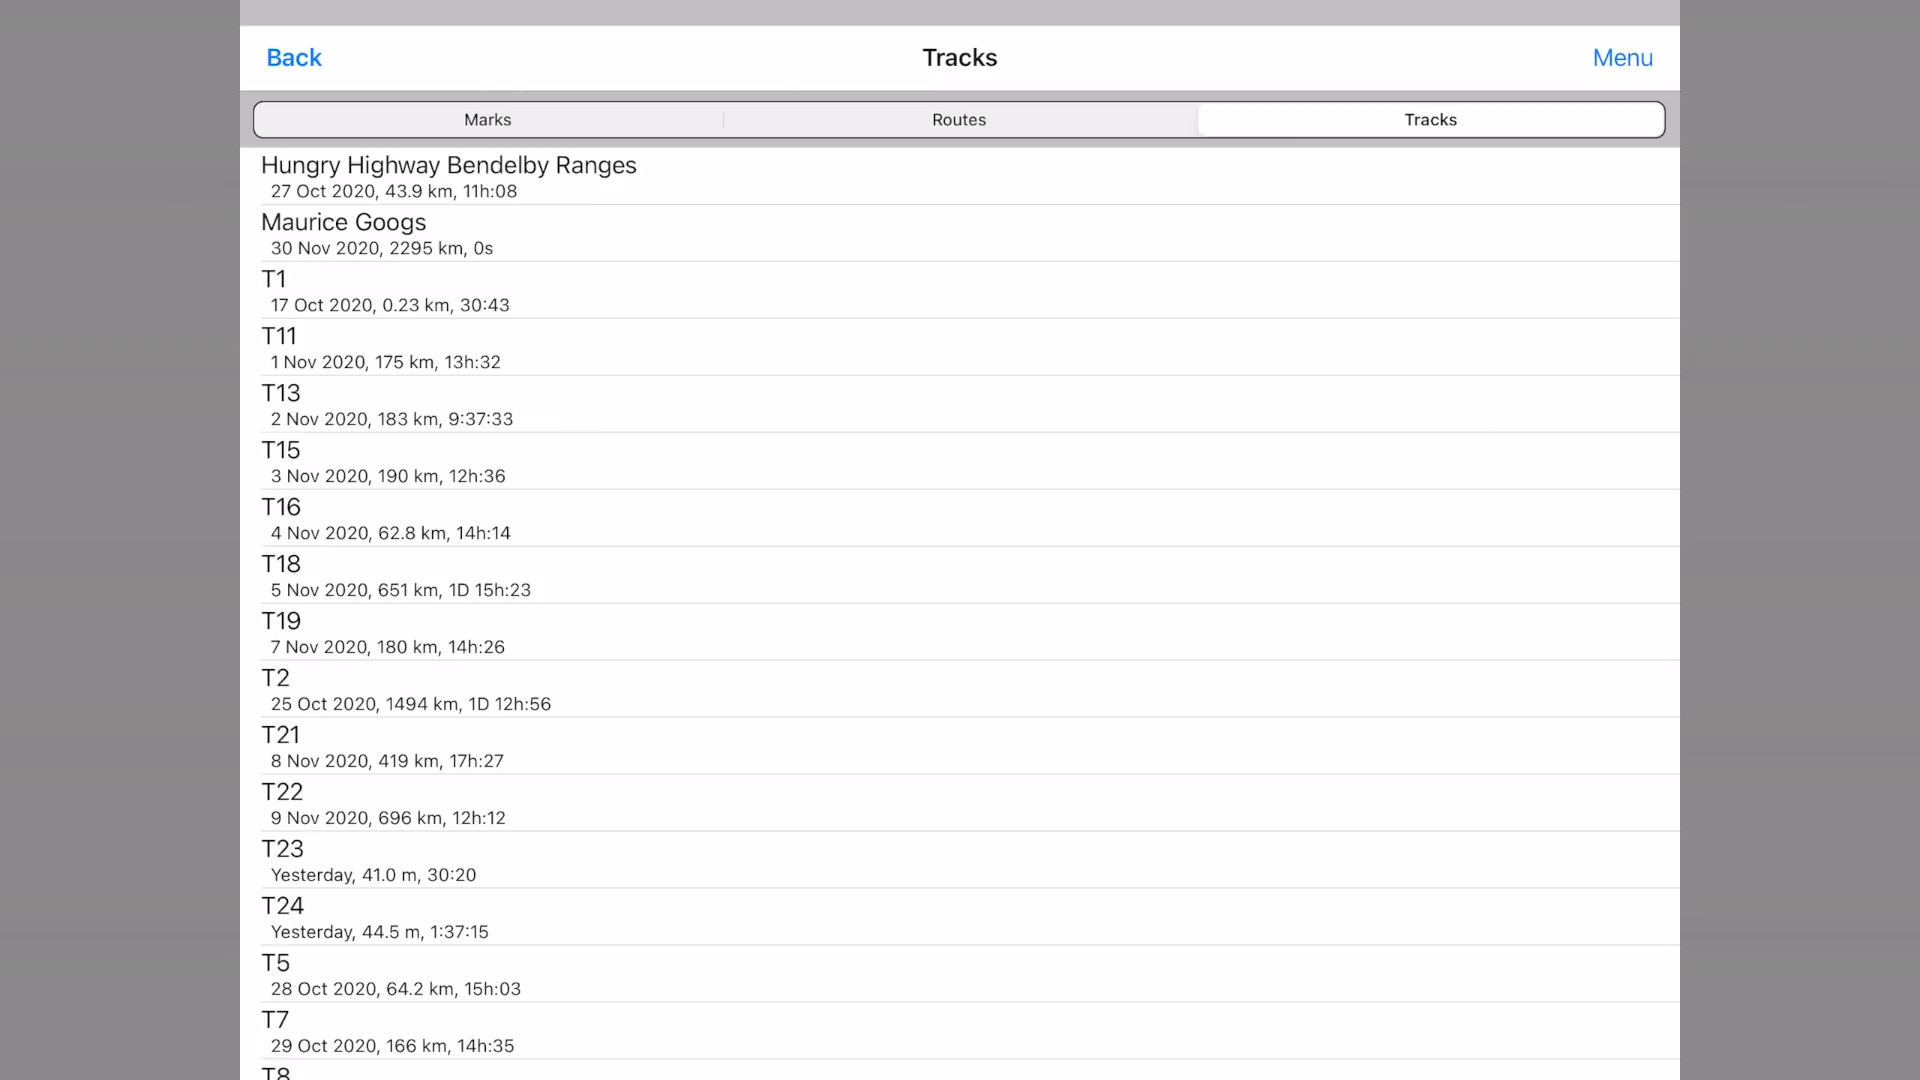 Back
Tracks
Menu
Marks
Routes
Tracks
Hungry Highway Bendelby Ranges
27 Oct 2020, 43.9 km, 11h:08
Maurice Googs
30 Nov 2020, 2295 km, 0s
T1
17 Oct 2020, 0.23 km, 30:43
T11
1 Nov 2020, 175 km, 13h:32
T13
2 Nov 2020, 183 km, 9:37:33
T15
3 Nov 2020, 190 km, 12h:36
T16
4 Nov 2020, 62.8 km, 14h:14
T18
5 Nov 2020, 651 km, 1D 15h:23
T19
7 Nov 2020, 180 km, 14h:26
T2
25 Oct 2020, 1494 km, 1D 12h:56
T21
8 Nov 2020, 419 km, 17h:27
T22
9 Nov 2020, 696 km, 12h:12
T23
Yesterday, 41.0 m, 30:20
T24
Yesterday, 44.5 m, 1:37:15
T5
28 Oct 2020, 64.2 km, 15h:03
T7
29 Oct 2020, 166 km, 14h:35
T8